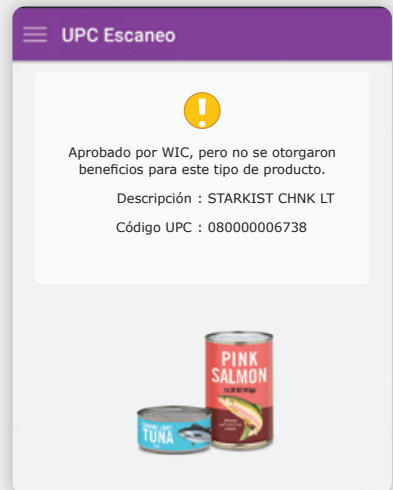 UPC Escaneo
Aprobado por WIC, pero no se otorgaron
beneficios para este tipo de producto.
Descripción : STARKIST CHNK LT
Código UPC : 080000006738
PINK
SALMON
TUNA